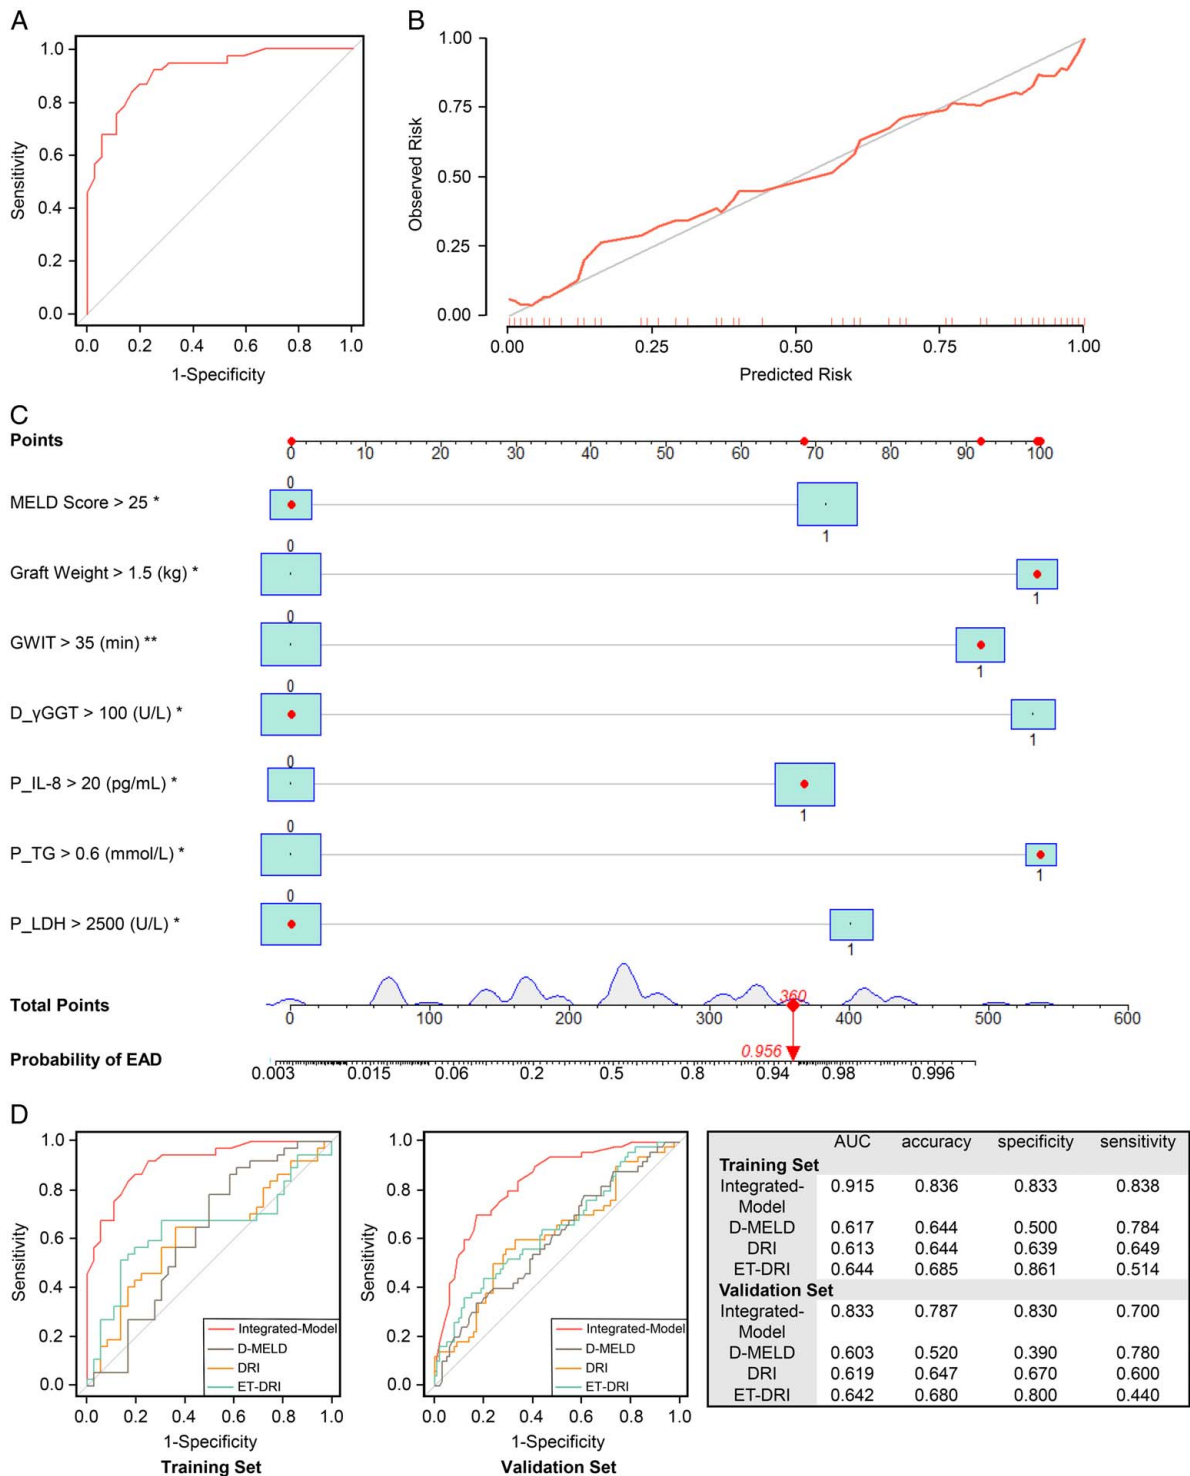 A
1.0
0.8
0.6
0.4
0.2
0.0
Sensitivity
0.0 0.2 0.4 0.6 0.8 1.0
1-Specificity
B
1.00
0.75
0.50
0.25
0.00
Observed Risk
0.00 0.25 0.50 0.75 1.00
Predicted Risk
C
Points
0 10 20 30 40 50 60 70 80 90 100
MELD Score > 25 *
0 1
Graft Weight > 1.5 (kg) *
0 1
GWIT > 35 (min) **
0 1
D_γGGT > 100 (U/L) *
0 1
P_IL-8 > 20 (pg/mL) *
0 1
P_TG > 0.6 (mmol/L) *
0 1
P_LDH > 2500 (U/L) *
0 1
360
Total Points
0 100 200 300 400 500 600
0.956
Probability of EAD
0.003 0.015 0.06 0.2 0.5 0.8 0.94 0.98 0.996
D
1.0
0.8
0.6
0.4
0.2
0.0
Sensitivity
Integrated-Model
D-MELD
DRI
ET-DRI
0.0 0.2 0.4 0.6 0.8 1.0
1-Specificity
Training Set
1.0
0.8
0.6
0.4
0.2
0.0
Sensitivity
Integrated-Model
D-MELD
DRI
ET-DRI
0.0 0.2 0.4 0.6 0.8 1.0
1-Specificity
Validation Set
AUC accuracy specificity sensitivity
Training Set
Integrated- 0.915 0.836 0.833 0.838
Model
D-MELD 0.617 0.644 0.500 0.784
DRI 0.613 0.644 0.639 0.649
ET-DRI 0.644 0.685 0.861 0.514
Validation Set
Integrated- 0.833 0.787 0.830 0.700
Model
D-MELD 0.603 0.520 0.390 0.780
DRI 0.619 0.647 0.670 0.600
ET-DRI 0.642 0.680 0.800 0.440